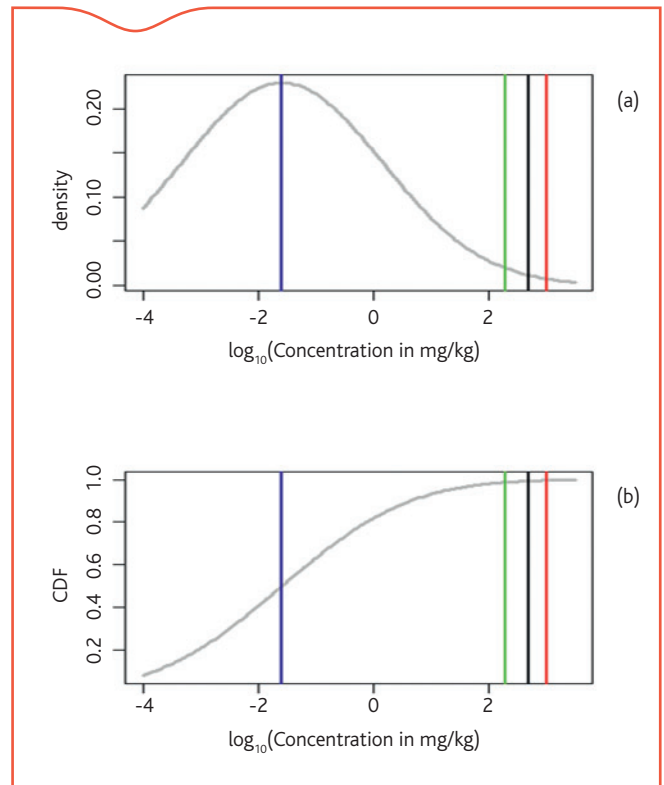 (a)
density
0.20
0.10
0.00
-4 -2 0 2
log₁₀(Concentration in mg/kg)
(b)
CDF
1.0
0.8
0.6
0.4
0.2
-4 -2 0 2
log₁₀(Concentration in mg/kg)